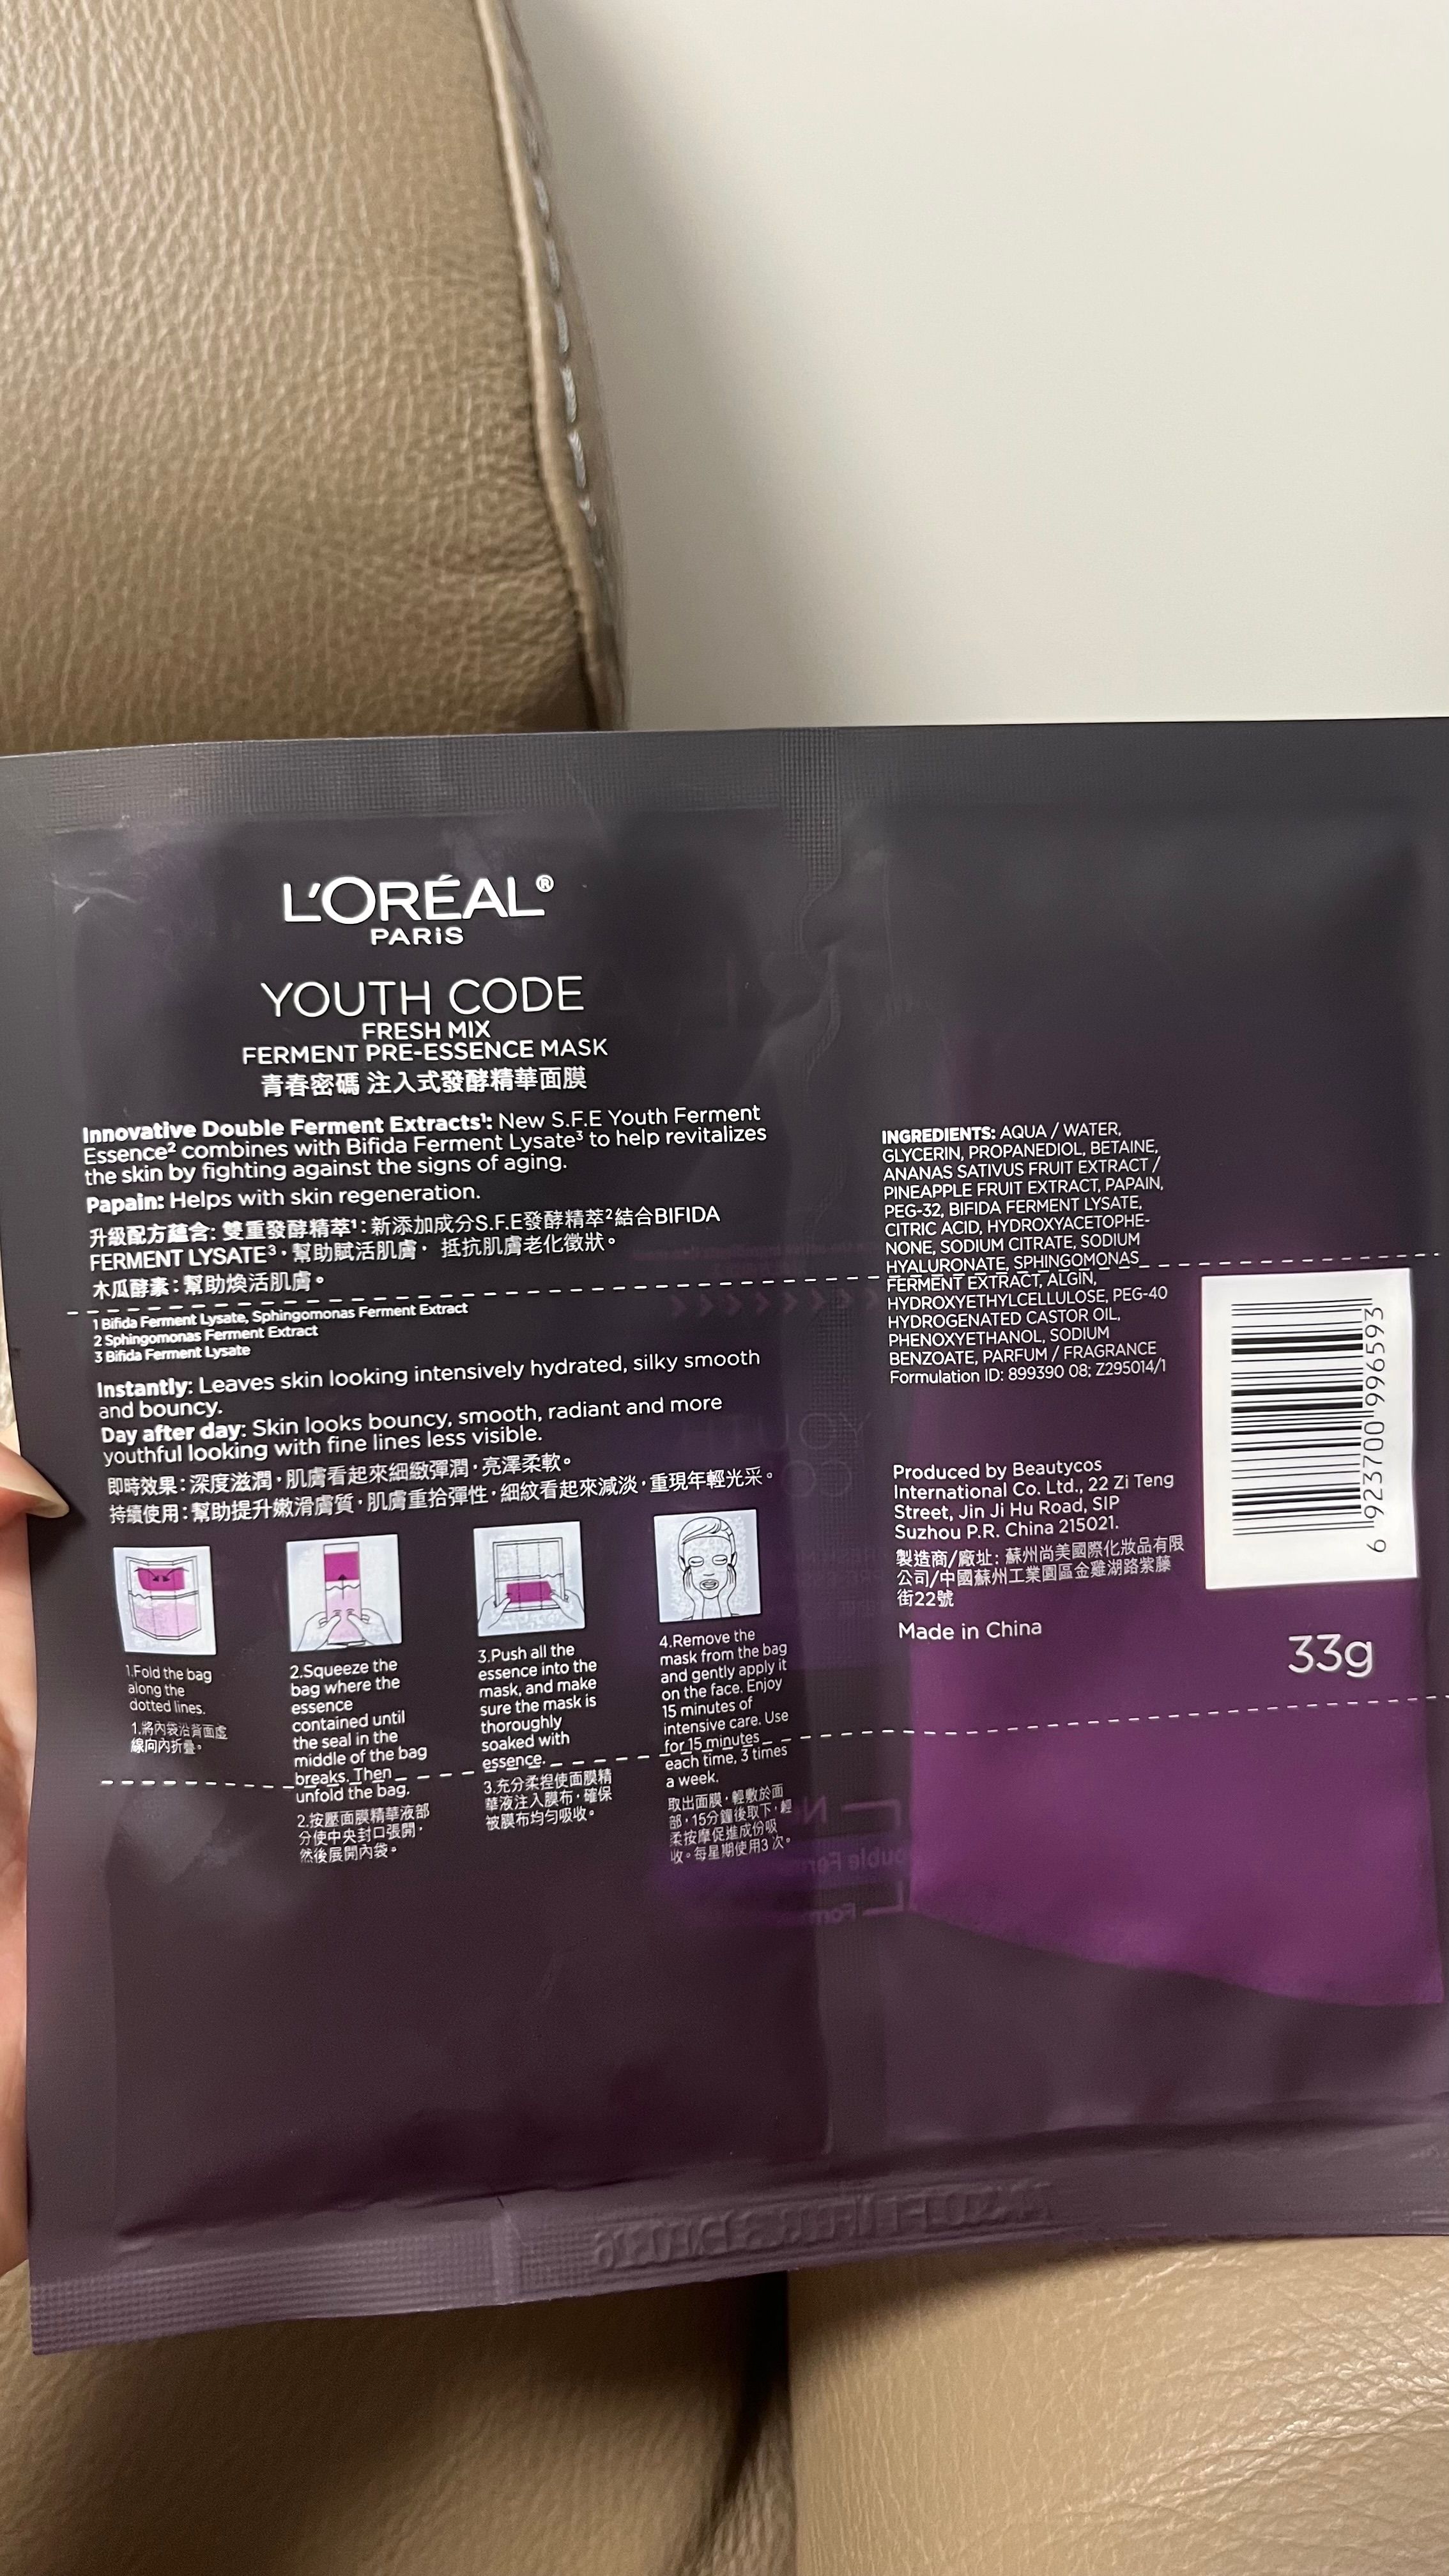 L'ORÉAL®
PARIS
YOUTH CODE
FRESH MIX
FERMENT PRE-ESSENCE MASK
青春密碼 注入式發酵精華面膜
Innovative Double Ferment Extracts¹: New S.F.E Youth Ferment
Essence² combines with Bifida Ferment Lysate³ to help revitalizes
the skin by fighting against the signs of aging.
Papain: Helps with skin regeneration.
升級配方蘊含: 雙重發酵精萃¹: 新添加成分S.F.E發酵精萃²結合BIFIDA
FERMENT LYSATE³，幫助賦活肌膚， 抵抗肌膚老化徵狀。
木瓜酵素: 幫助煥活肌膚。
1 Bifida Ferment Lysate, Sphingomonas Ferment Extract
2 Sphingomonas Ferment Extract
3 Bifida Ferment Lysate
Instantly: Leaves skin looking intensively hydrated, silky smooth
and bouncy.
Day after day: Skin looks bouncy, smooth, radiant and more
youthful looking with fine lines less visible.
即時效果: 深度滋潤，肌膚看起來細緻彈潤，亮澤柔軟。
持續使用: 幫助提升嫩滑膚質，肌膚重拾彈性，細紋看起來減淡，重現年輕光采。
1.Fold the bag
along the
dotted lines.
1.將內袋沿背面虛
線向內折疊。
2.Squeeze the
bag where the
essence
contained until
the seal in the
middle of the bag
breaks. Then
unfold the bag.
2.按壓面膜精華液部
分使中央封口張開，
然後展開內袋。
3.Push all the
essence into the
mask, and make
sure the mask is
thoroughly
soaked with
essence.
3.充分柔捏使面膜精
華液注入膜布，確保
被膜布均勻吸收。
4.Remove the
mask from the bag
and gently apply it
on the face. Enjoy
15 minutes of
intensive care. Use
for 15 minutes
each time, 3 times
a week.
取出面膜，輕敷於面
部，15分鐘後取下，輕
柔按摩促進成份吸
收。每星期使用3 次。
INGREDIENTS: AQUA / WATER,
GLYCERIN, PROPANEDIOL, BETAINE,
ANANAS SATIVUS FRUIT EXTRACT /
PINEAPPLE FRUIT EXTRACT, PAPAIN,
PEG-32, BIFIDA FERMENT LYSATE,
CITRIC ACID, HYDROXYACETOPHE-
NONE, SODIUM CITRATE, SODIUM
HYALURONATE, SPHINGOMONAS
FERMENT EXTRACT, ALGIN,
HYDROXYETHYLCELLULOSE, PEG-40
HYDROGENATED CASTOR OIL,
PHENOXYETHANOL, SODIUM
BENZOATE, PARFUM / FRAGRANCE
Formulation ID: 899390 08; Z295014/1
Produced by Beautycos
International Co. Ltd., 22 Zi Teng
Street, Jin Ji Hu Road, SIP
Suzhou P.R. China 215021.
製造商/廠址: 蘇州尚美國際化妝品有限
公司/中國蘇州工業園區金雞湖路紫藤
街22號
Made in China
6 923700 996593
33g